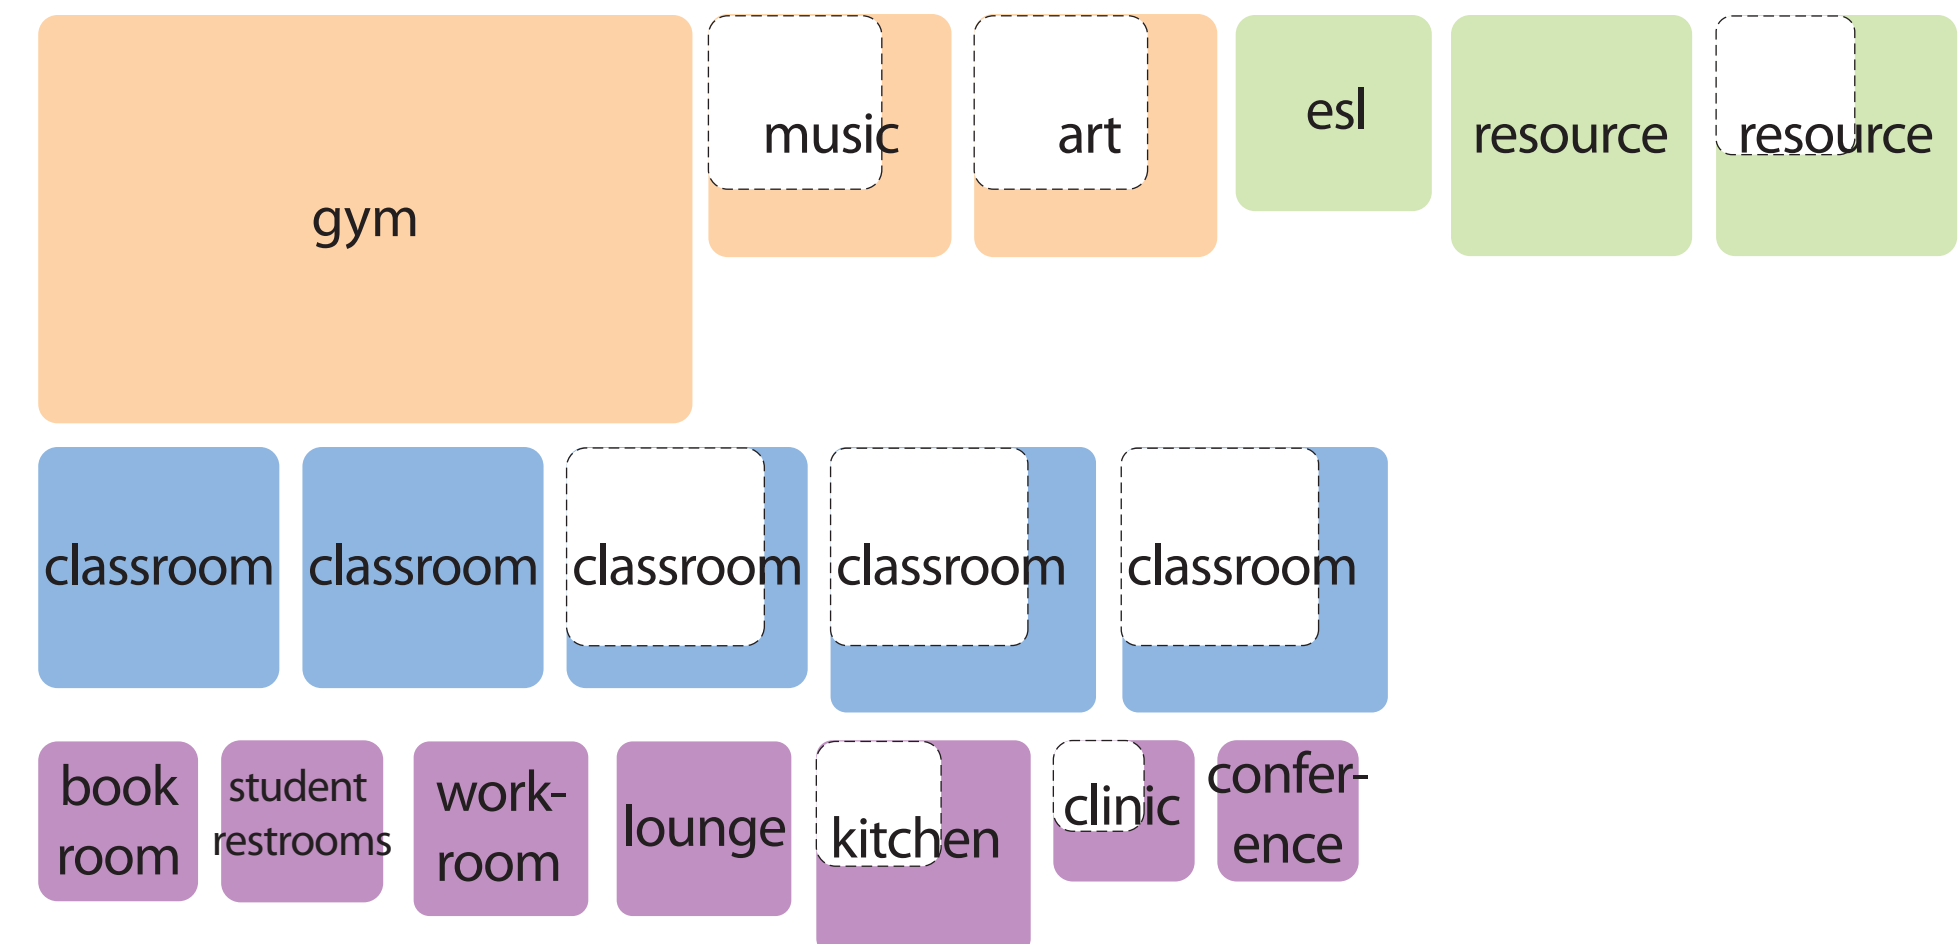 gym
music
art
esl
resource
resource
classroom
classroom
classroom
classroom
classroom
book
room
student
restrooms
work-
room
lounge
kitchen
clinic
confer-
ence